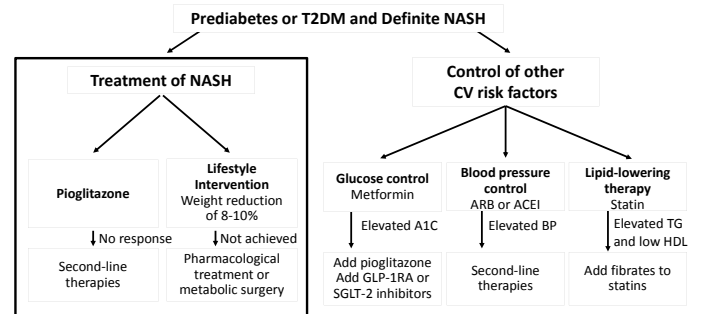 Prediabetes or T2DM and Definite NASH
Treatment of NASH
Control of other
CV risk factors
Pioglitazone
Lifestyle
Intervention
Weight reduction
of 8-10%
Glucose control
Metformin
Blood pressure
control
ARB or ACEI
Lipid-lowering
therapy
Statin
No response
Not achieved
Elevated A1C
Elevated BP
Elevated TG
and low HDL
Second-line
therapies
Pharmacological
treatment or
metabolic surgery
Add pioglitazone
Add GLP-1RA or
SGLT-2 inhibitors
Second-line
therapies
Add fibrates to
statins